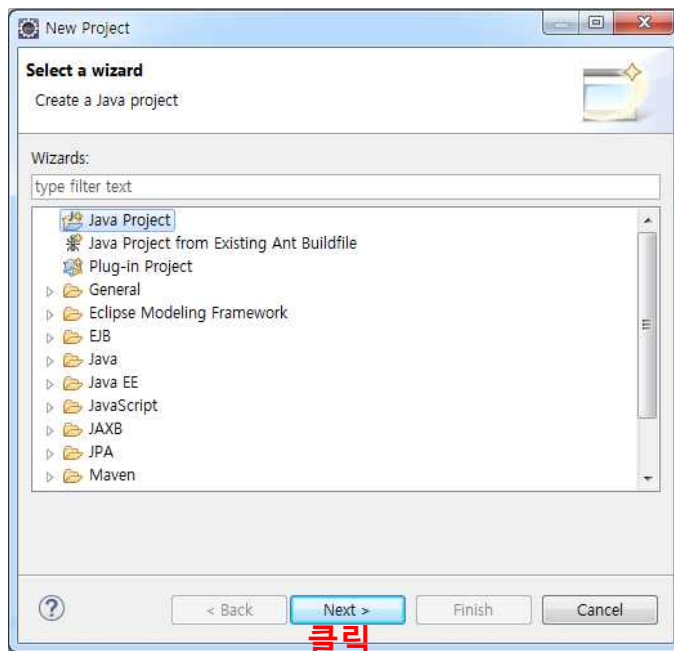 New Project
Select a wizard
Create a Java project
Wizards:
type filter text
Java Project
Java Project from Existing Ant Buildfile
Plug-in Project
General
Eclipse Modeling Framework
EJB
Java
Java EE
JavaScript
JAXB
JPA
Maven
< Back Next > Finish Cancel
클릭